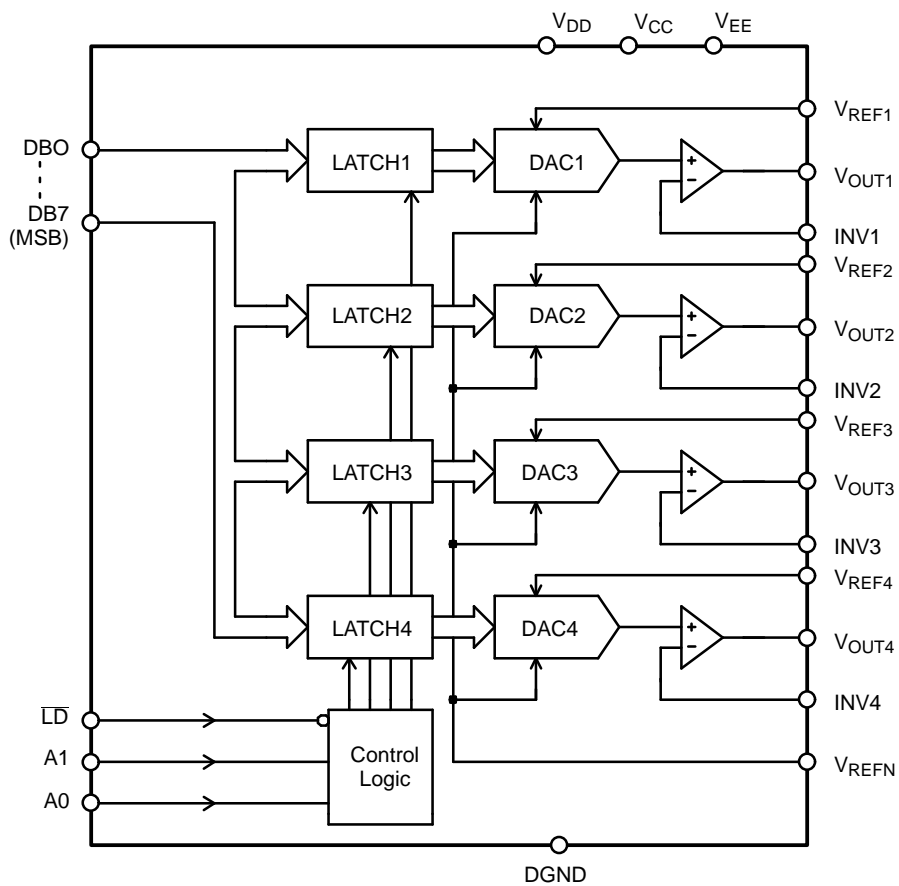 VDD VCC VEE
VREF1
DBO LATCH1 DAC1 + − VOUT1
DB7
(MSB)
INV1
VREF2
LATCH2 DAC2 + − VOUT2
INV2
VREF3
LATCH3 DAC3 + − VOUT3
INV3
VREF4
LATCH4 DAC4 + − VOUT4
INV4
L̅D̅
A1 Control VREFN
Logic
A0
DGND